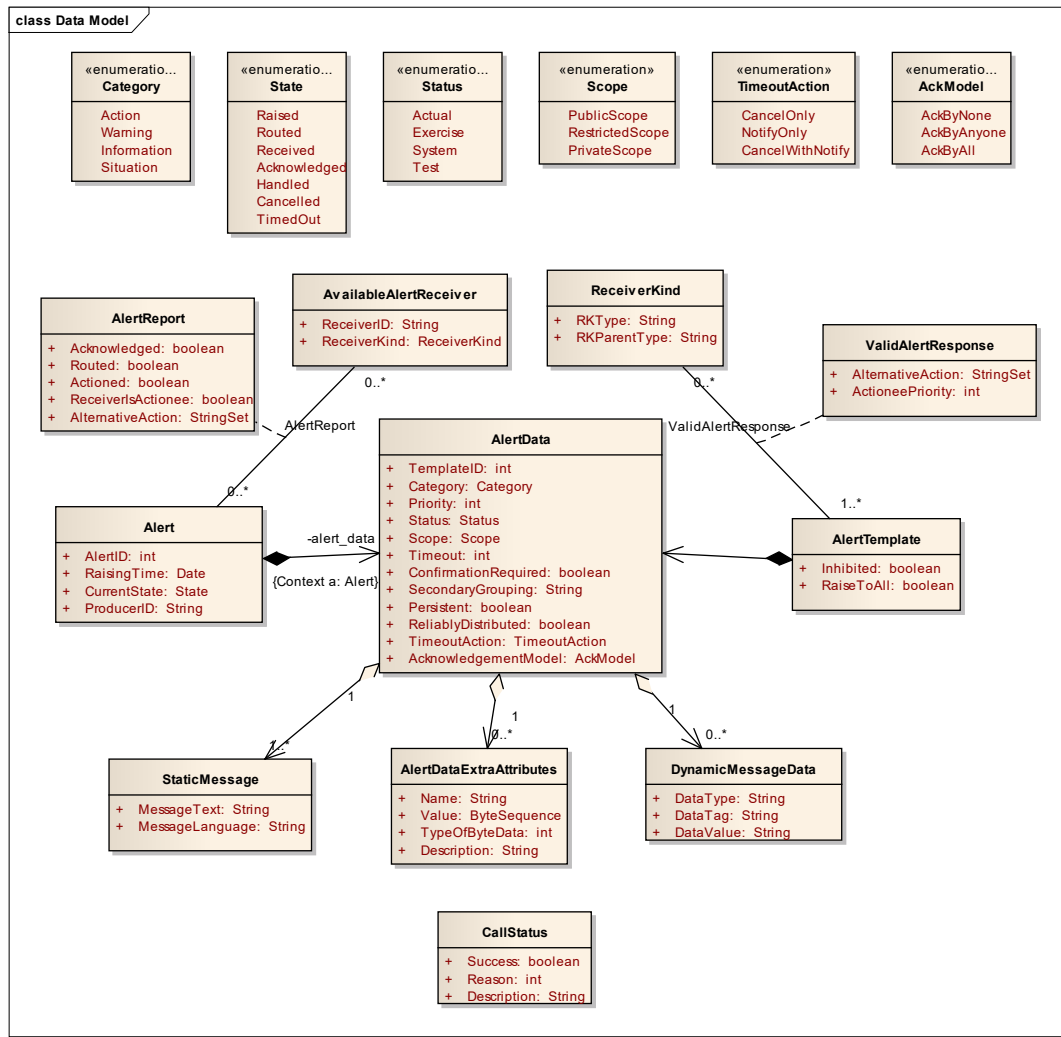 class Data Model
«enumeratio...
Category
Action
Warning
Information
Situation
«enumeratio...
State
Raised
Routed
Received
Acknowledged
Handled
Cancelled
TimedOut
«enumeratio...
Status
Actual
Exercise
System
Test
«enumeration»
Scope
PublicScope
RestrictedScope
PrivateScope
«enumeration»
TimeoutAction
CancelOnly
NotifyOnly
CancelWithNotify
«enumeratio...
AckModel
AckByNone
AckByAnyone
AckByAll
AlertReport
+ Acknowledged: boolean
+ Routed: boolean
+ Actioned: boolean
+ ReceiverIsActionee: boolean
+ AlternativeAction: StringSet
AvailableAlertReceiver
+ ReceiverID: String
+ ReceiverKind: ReceiverKind
ReceiverKind
+ RKType: String
+ RKParentType: String
ValidAlertResponse
+ AlternativeAction: StringSet
+ ActioneePriority: int
0..*
AlertReport
0..*
0..*
ValidAlertResponse
1..*
Alert
+ AlertID: int
+ RaisingTime: Date
+ CurrentState: State
+ ProducerID: String
-alert_data
{Context a: Alert}
AlertData
+ TemplateID: int
+ Category: Category
+ Priority: int
+ Status: Status
+ Scope: Scope
+ Timeout: int
+ ConfirmationRequired: boolean
+ SecondaryGrouping: String
+ Persistent: boolean
+ ReliablyDistributed: boolean
+ TimeoutAction: TimeoutAction
+ AcknowledgementModel: AckModel
AlertTemplate
+ Inhibited: boolean
+ RaiseToAll: boolean
1
1..*
1
0..*
1
0..*
StaticMessage
+ MessageText: String
+ MessageLanguage: String
AlertDataExtraAttributes
+ Name: String
+ Value: ByteSequence
+ TypeOfByteData: int
+ Description: String
DynamicMessageData
+ DataType: String
+ DataTag: String
+ DataValue: String
CallStatus
+ Success: boolean
+ Reason: int
+ Description: String